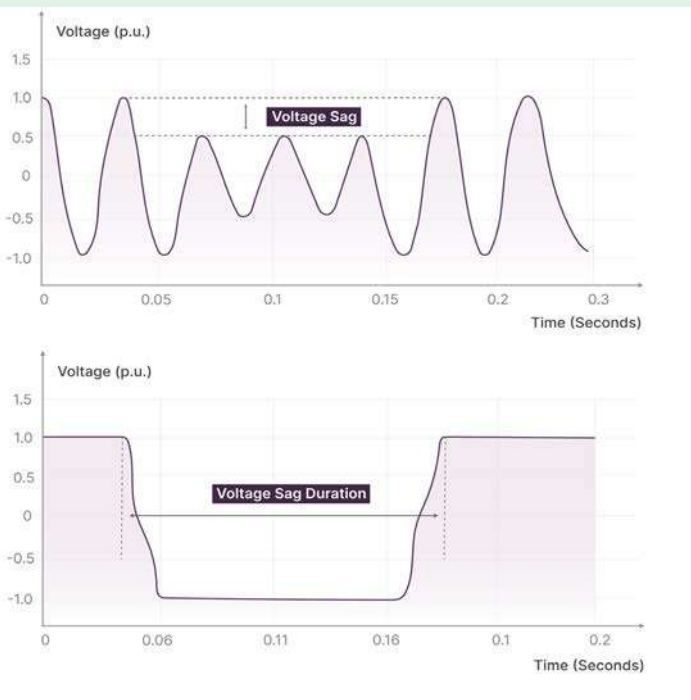 Voltage (p.u.)
1.5
1.0
Voltage Sag
0.5
0
-0.5
-1.0
0 0.05 0.1 0.15 0.2 0.3
Time (Seconds)
Voltage (p.u.)
1.5
1.0
0.5
Voltage Sag Duration
0
-0.5
-1.0
0 0.06 0.11 0.16 0.1 0.2
Time (Seconds)